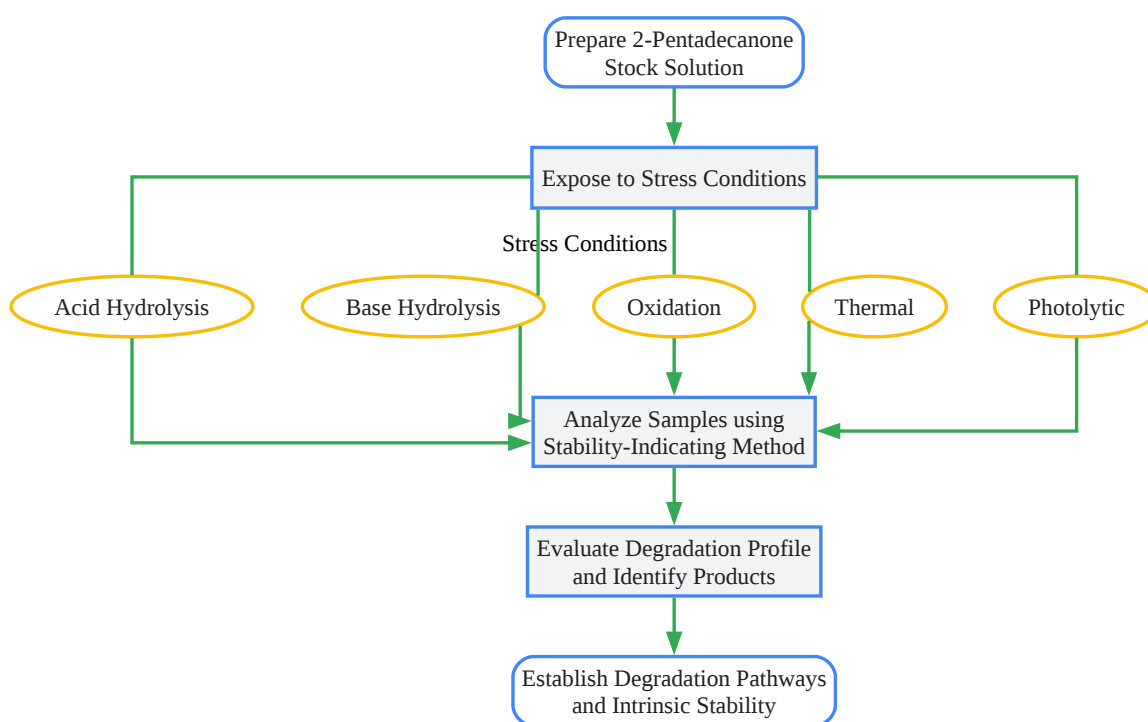 Prepare 2-Pentadecanone
Stock Solution
Expose to Stress Conditions
Stress Conditions
Acid Hydrolysis
Base Hydrolysis
Oxidation
Thermal
Photolytic
Analyze Samples using
Stability-Indicating Method
Evaluate Degradation Profile
and Identify Products
Establish Degradation Pathways
and Intrinsic Stability